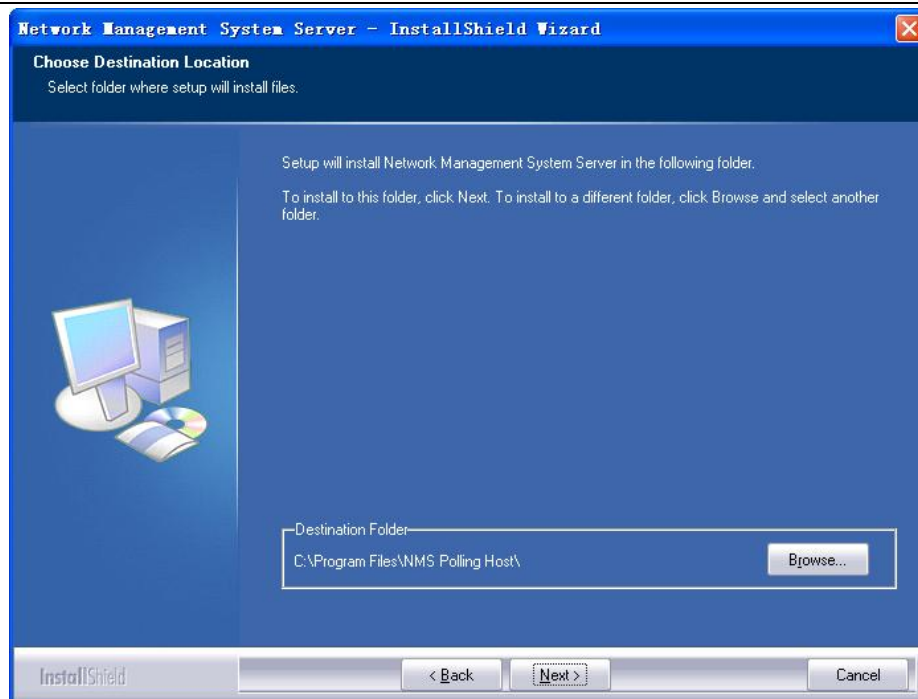 Network Management System Server - InstallShield Wizard
Choose Destination Location
Select folder where setup will install files.
Setup will install Network Management System Server in the following folder.
To install to this folder, click Next. To install to a different folder, click Browse and select another
folder.
Destination Folder
C:\Program Files\NMS Polling Host\
Browse...
InstallShield
< Back
Next >
Cancel